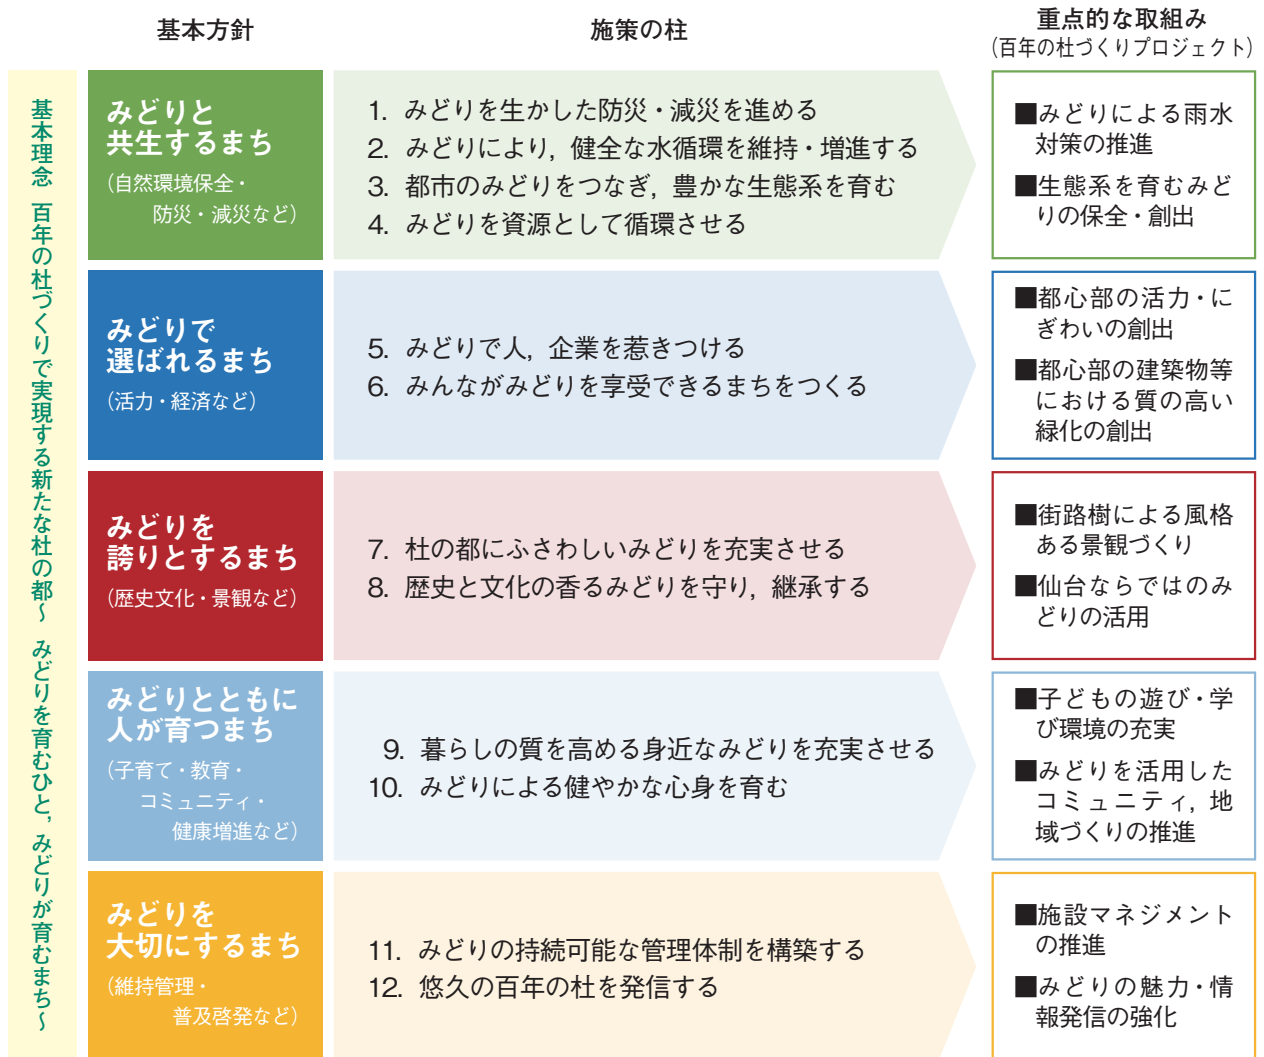 基本方針
施策の柱
重点的な取組み
(百年の杜づくりプロジェクト)
基本理念 百年の杜づくりで実現する新たな杜の都〜 みどりを育むひと，みどりが育むまち〜
みどりと
共生するまち
(自然環境保全・
防災・減災など)
1. みどりを生かした防災・減災を進める
2. みどりにより，健全な水循環を維持・増進する
3. 都市のみどりをつなぎ，豊かな生態系を育む
4. みどりを資源として循環させる
■みどりによる雨水
対策の推進
■生態系を育むみど
りの保全・創出
みどりで
選ばれるまち
(活力・経済など)
5. みどりで人，企業を惹きつける
6. みんながみどりを享受できるまちをつくる
■都心部の活力・に
ぎわいの創出
■都心部の建築物等
における質の高い
緑化の創出
みどりを
誇りとするまち
(歴史文化・景観など)
7. 杜の都にふさわしいみどりを充実させる
8. 歴史と文化の香るみどりを守り，継承する
■街路樹による風格
ある景観づくり
■仙台ならではのみ
どりの活用
みどりとともに
人が育つまち
(子育て・教育・
コミュニティ・
健康増進など)
9. 暮らしの質を高める身近なみどりを充実させる
10. みどりによる健やかな心身を育む
■子どもの遊び・学
び環境の充実
■みどりを活用した
コミュニティ，地
域づくりの推進
みどりを
大切にするまち
(維持管理・
普及啓発など)
11. みどりの持続可能な管理体制を構築する
12. 悠久の百年の杜を発信する
■施設マネジメント
の推進
■みどりの魅力・情
報発信の強化